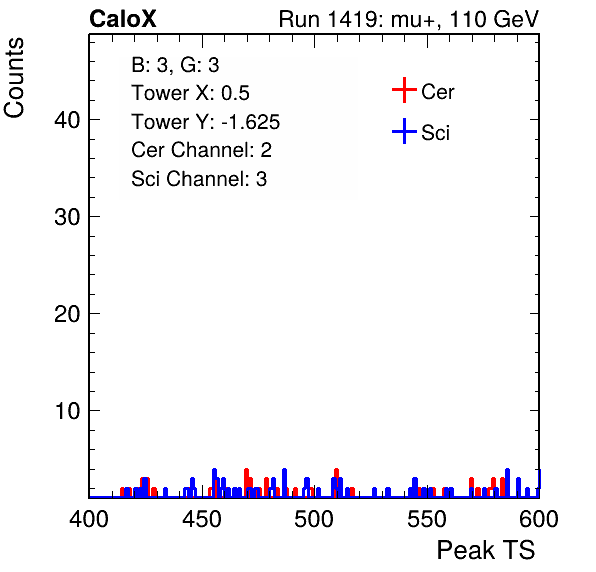 CaloX Run 1419: mu+, 110 GeV
Counts
B: 3, G: 3
Tower X: 0.5
Tower Y: -1.625
Cer Channel: 2
Sci Channel: 3
Cer
Sci
40
30
20
10
400 450 500 550 600
Peak TS